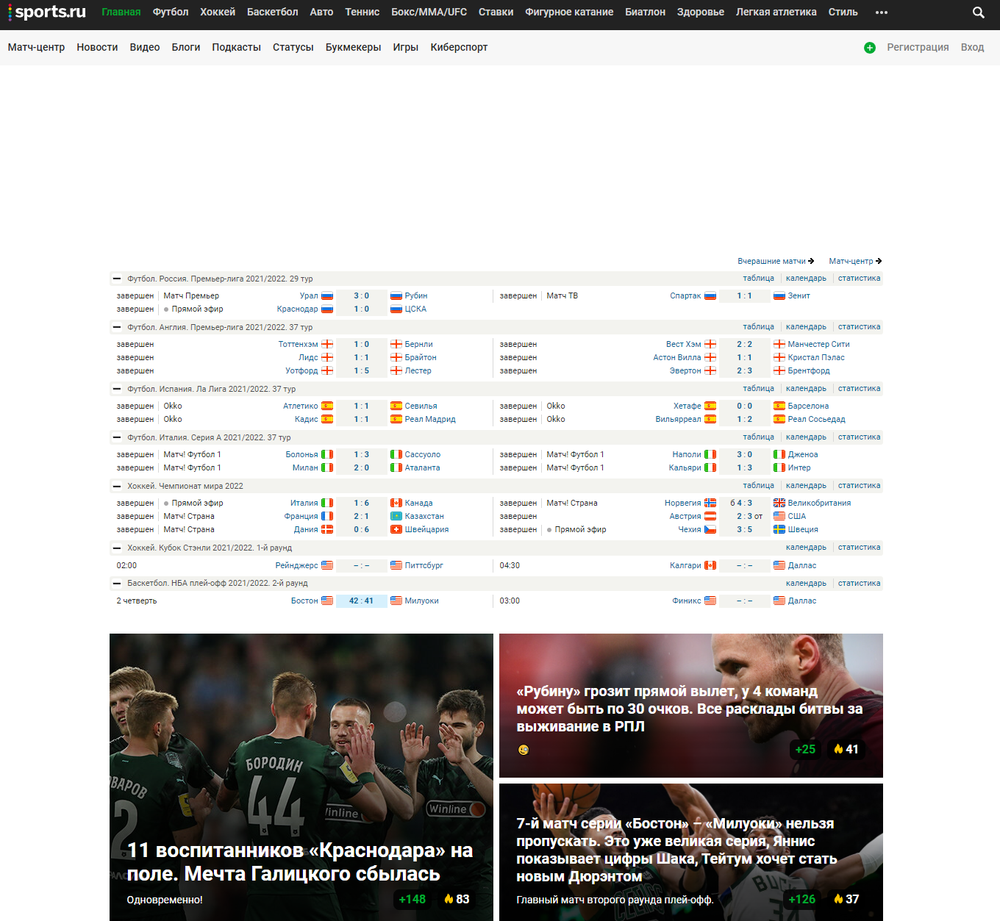 sports.ru Главная Футбол Хоккей Баскетбол Авто Теннис Бокс/MMA/UFC Ставки Фигурное катание Биатлон Здоровье Легкая атлетика Стиль •••
Матч-центр Новости Видео Блоги Подкасты Статусы Букмекеры Игры Киберспорт Регистрация Вход
Вчерашние матчи Матч-центр
Футбол. Россия. Премьер-лига 2021/2022. 29 тур таблица календарь статистика
завершен Матч Премьер Урал 3 : 0 Рубин завершен Матч ТВ Спартак 1 : 1 Зенит
завершен Прямой эфир Краснодар 1 : 0 ЦСКА
Футбол. Англия. Премьер-лига 2021/2022. 37 тур таблица календарь статистика
завершен Тоттенхэм 1 : 0 Бернли завершен Вест Хэм 2 : 2 Манчестер Сити
завершен Лидс 1 : 1 Брайтон завершен Астон Вилла 1 : 1 Кристал Пэлас
завершен Уотфорд 1 : 5 Лестер завершен Эвертон 2 : 3 Брентфорд
Футбол. Испания. Ла Лига 2021/2022. 37 тур таблица календарь статистика
завершен Okko Атлетико 1 : 1 Севилья завершен Okko Хетафе 0 : 0 Барселона
завершен Okko Кадис 1 : 1 Реал Мадрид завершен Okko Вильярреал 1 : 2 Реал Сосьедад
Футбол. Италия. Серия А 2021/2022. 37 тур таблица календарь статистика
завершен Матч! Футбол 1 Болонья 1 : 3 Сассуоло завершен Матч! Футбол 1 Наполи 3 : 0 Дженоа
завершен Матч! Футбол 1 Милан 2 : 0 Аталанта завершен Матч! Футбол 1 Кальяри 1 : 3 Интер
Хоккей. Чемпионат мира 2022 таблица календарь статистика
завершен Прямой эфир Италия 1 : 6 Канада завершен Матч! Страна Норвегия б 4 : 3 Великобритания
завершен Матч! Страна Франция 2 : 1 Казахстан завершен Австрия 2 : 3 от США
завершен Матч! Страна Дания 0 : 6 Швейцария завершен Прямой эфир Чехия 3 : 5 Швеция
Хоккей. Кубок Стэнли 2021/2022. 1-й раунд календарь статистика
02:00 Рейнджерс – : – Питтсбург 04:30 Калгари – : – Даллас
Баскетбол. НБА плей-офф 2021/2022. 2-й раунд календарь статистика
2 четверть Бостон 42 : 41 Милуоки 03:00 Финикс – : – Даллас
БОРОДИН
44
ОВАРОВ
2
Winline
Winline
11 воспитанников «Краснодара» на
поле. Мечта Галицкого сбылась
Одновременно! +148 83
«Рубину» грозит прямой вылет, у 4 команд
может быть по 30 очков. Все расклады битвы за
выживание в РПЛ
+25 41
7-й матч серии «Бостон» – «Милуоки» нельзя
пропускать. Это уже великая серия, Яннис
показывает цифры Шака, Тейтум хочет стать
новым Дюрэнтом
Главный матч второго раунда плей-офф. +126 37